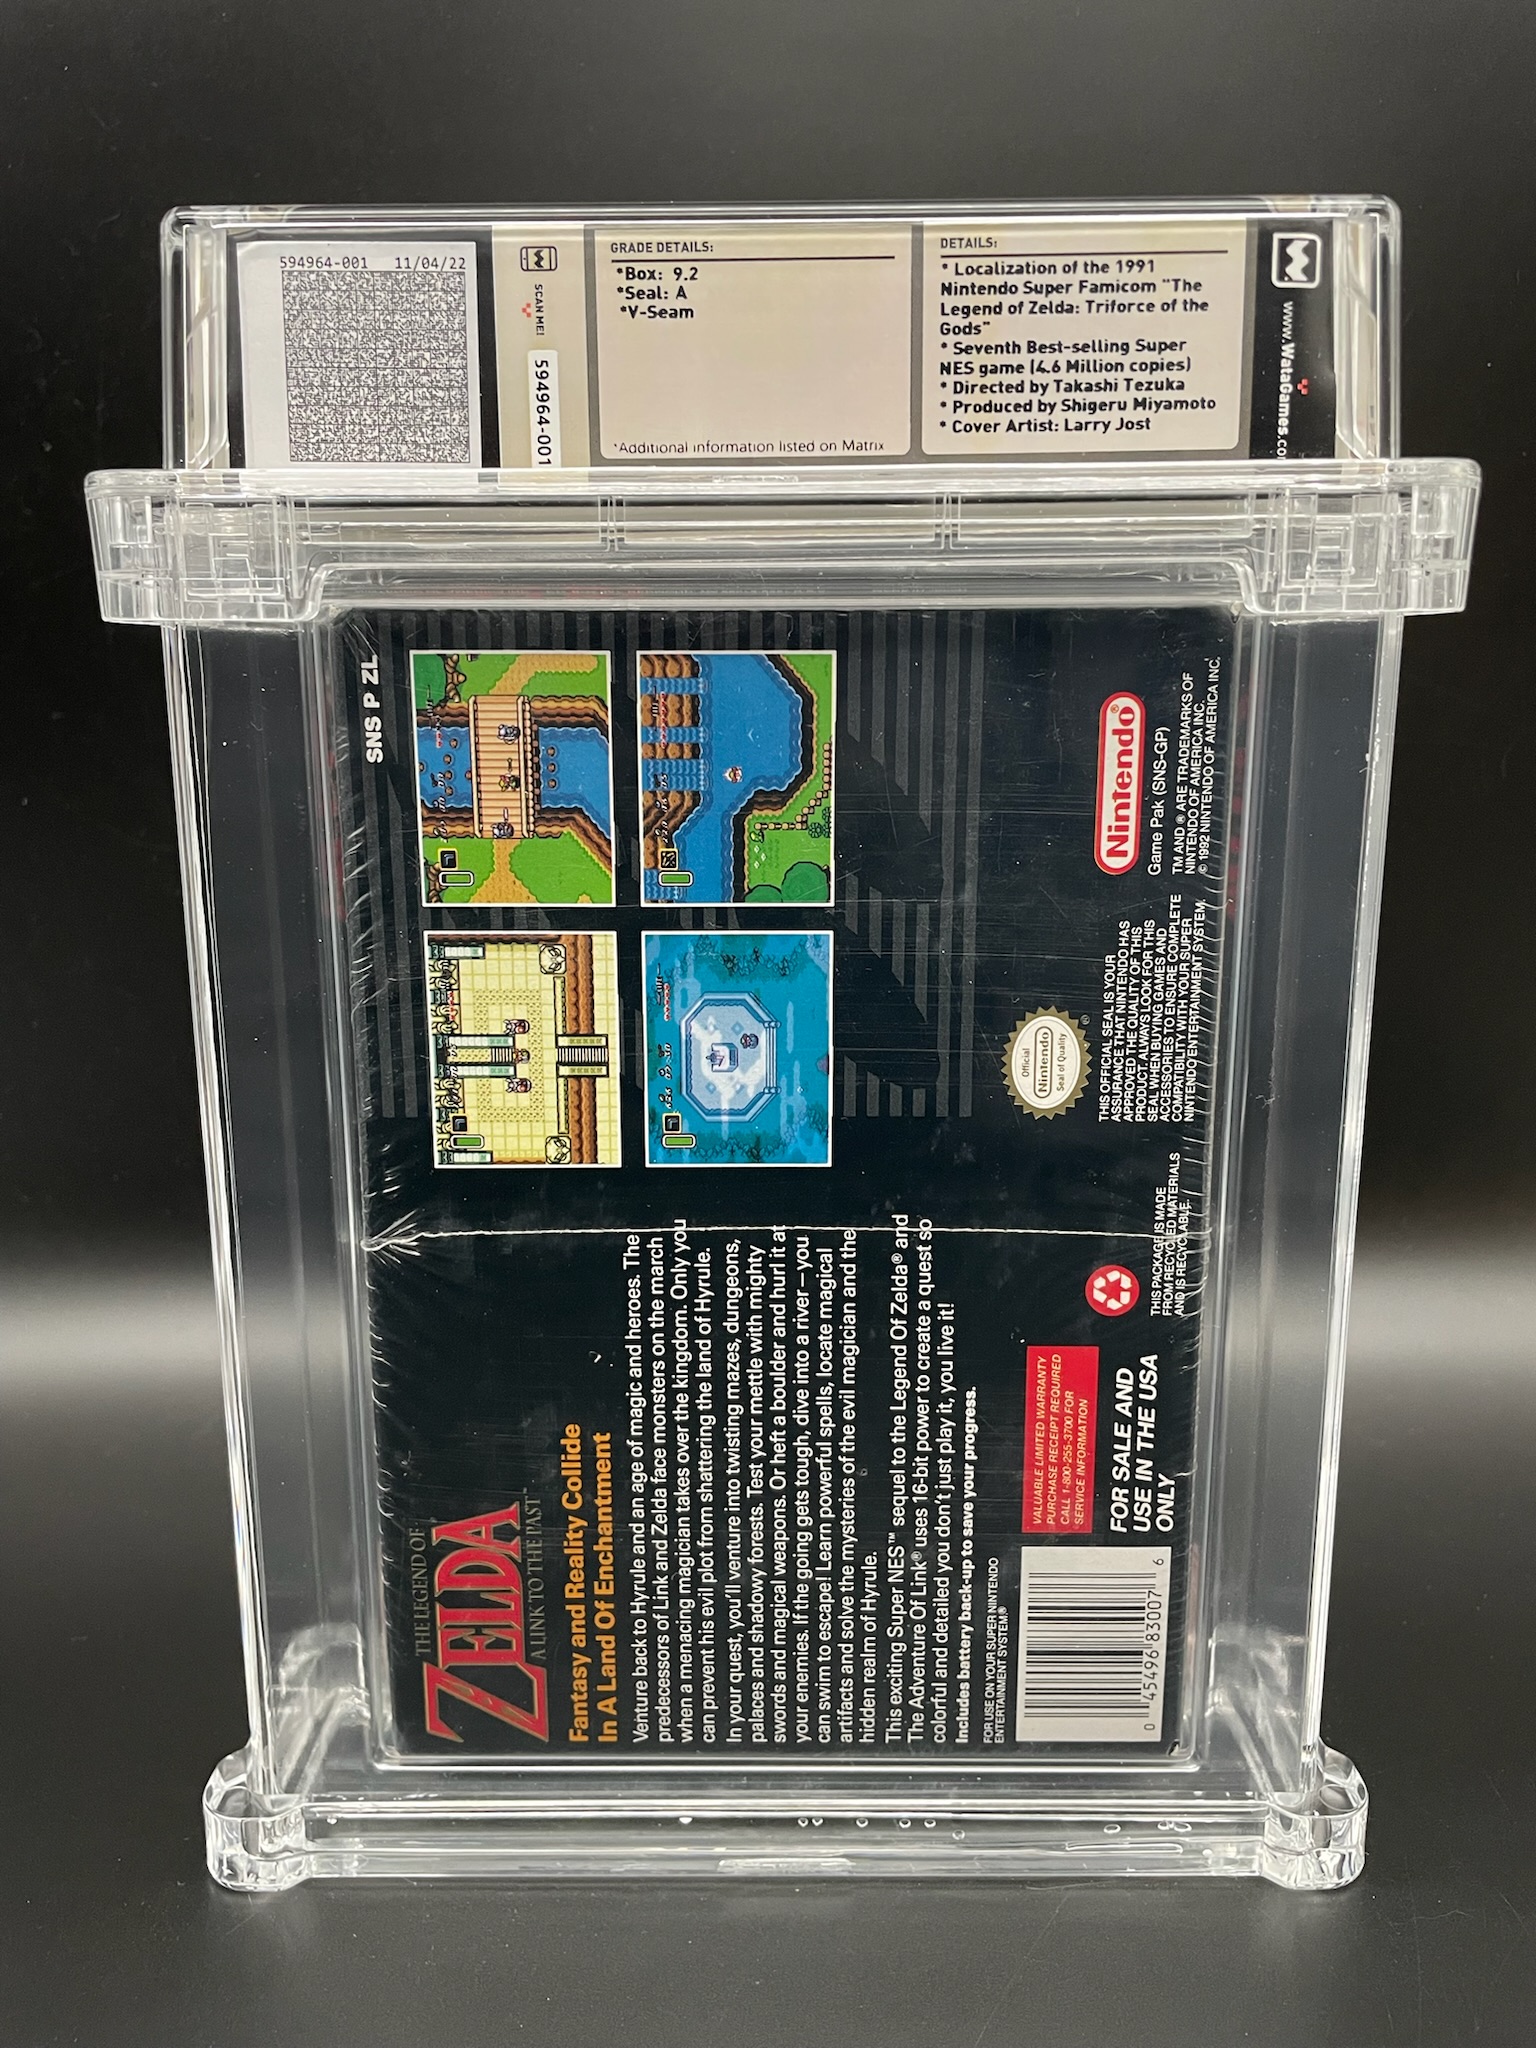 594964-001 11/04/22
SCAN ME!
594964-001
GRADE DETAILS:
*Box: 9.2
*Seal: A
*V-Seam
*Additional information listed on Matrix
DETAILS:
* Localization of the 1991
Nintendo Super Famicom "The
Legend of Zelda: Triforce of the
Gods"
* Seventh Best-selling Super
NES game (4.6 Million copies)
* Directed by Takashi Tezuka
* Produced by Shigeru Miyamoto
* Cover Artist: Larry Jost
www.WataGames.co
SNS P ZL
THE LEGEND OF
ZELDA
A LINK TO THE PAST™
Fantasy and Reality Collide
In A Land Of Enchantment
Venture back to Hyrule and an age of magic and heroes. The
predecessors of Link and Zelda face monsters on the march
when a menacing magician takes over the kingdom. Only you
can prevent his evil plot from shattering the land of Hyrule.
In your quest, you'll venture into twisting mazes, dungeons,
palaces and shadowy forests. Test your mettle with mighty
swords and magical weapons. Or heft a boulder and hurl it at
your enemies. If the going gets tough, dive into a river — you
can swim to escape! Learn powerful spells, locate magical
artifacts and solve the mysteries of the evil magician and the
hidden realm of Hyrule.
This exciting Super NES™ sequel to the Legend Of Zelda® and
The Adventure Of Link® uses 16-bit power to create a quest so
colorful and detailed you don't just play it, you live it!
Includes battery back-up to save your progress.
FOR USE ON YOUR SUPER NINTENDO
ENTERTAINMENT SYSTEM®
0 45496 83007 6
VALUABLE LIMITED WARRANTY
PURCHASE RECEIPT REQUIRED
CALL 1-800-255-3700 FOR
SERVICE INFORMATION
FOR SALE AND
USE IN THE USA
ONLY
THIS PACKAGE IS MADE
FROM RECYCLED MATERIALS
AND IS RECYCLABLE.
Official
Nintendo
Seal of Quality
®
THIS OFFICIAL SEAL IS YOUR
ASSURANCE THAT NINTENDO HAS
APPROVED THE QUALITY OF THIS
PRODUCT. ALWAYS LOOK FOR THIS
SEAL WHEN BUYING GAMES AND
ACCESSORIES TO ENSURE COMPLETE
COMPATIBILITY WITH YOUR SUPER
NINTENDO ENTERTAINMENT SYSTEM.
Nintendo®
Game Pak (SNS-GP)
TM AND ® ARE TRADEMARKS OF
NINTENDO OF AMERICA INC.
© 1992 NINTENDO OF AMERICA INC.